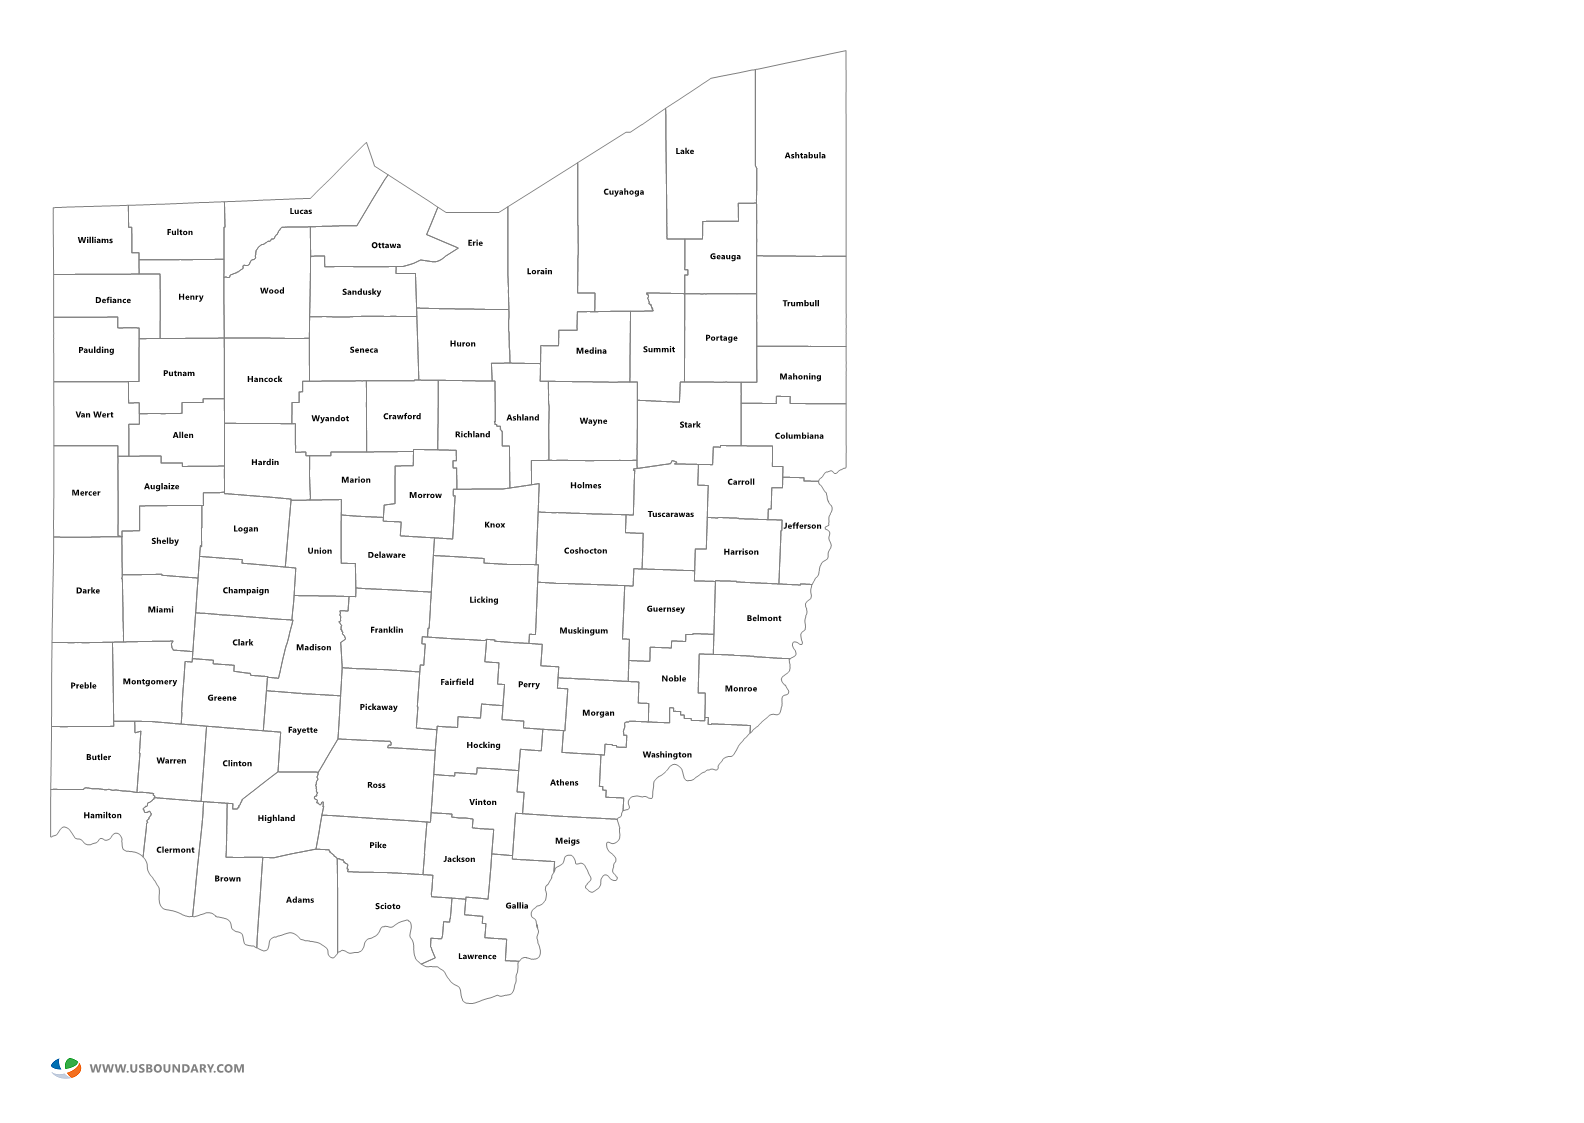 Lake
Ashtabula
Cuyahoga
Lucas
Fulton
Williams
Ottawa
Erie
Geauga
Lorain
Wood
Sandusky
Henry
Defiance
Trumbull
Portage
Huron
Seneca
Paulding
Medina
Summit
Putnam
Hancock
Mahoning
Van Wert
Wyandot
Crawford
Ashland
Wayne
Stark
Allen
Richland
Columbiana
Hardin
Marion
Carroll
Auglaize
Holmes
Mercer
Morrow
Tuscarawas
Logan
Knox
Jefferson
Shelby
Union
Delaware
Coshocton
Harrison
Darke
Champaign
Licking
Miami
Guernsey
Belmont
Franklin
Muskingum
Clark
Madison
Preble
Montgomery
Greene
Fairfield
Perry
Noble
Monroe
Pickaway
Morgan
Fayette
Hocking
Butler
Warren
Clinton
Washington
Ross
Athens
Vinton
Hamilton
Highland
Pike
Meigs
Clermont
Jackson
Brown
Adams
Scioto
Gallia
Lawrence
WWW.USBOUNDARY.COM